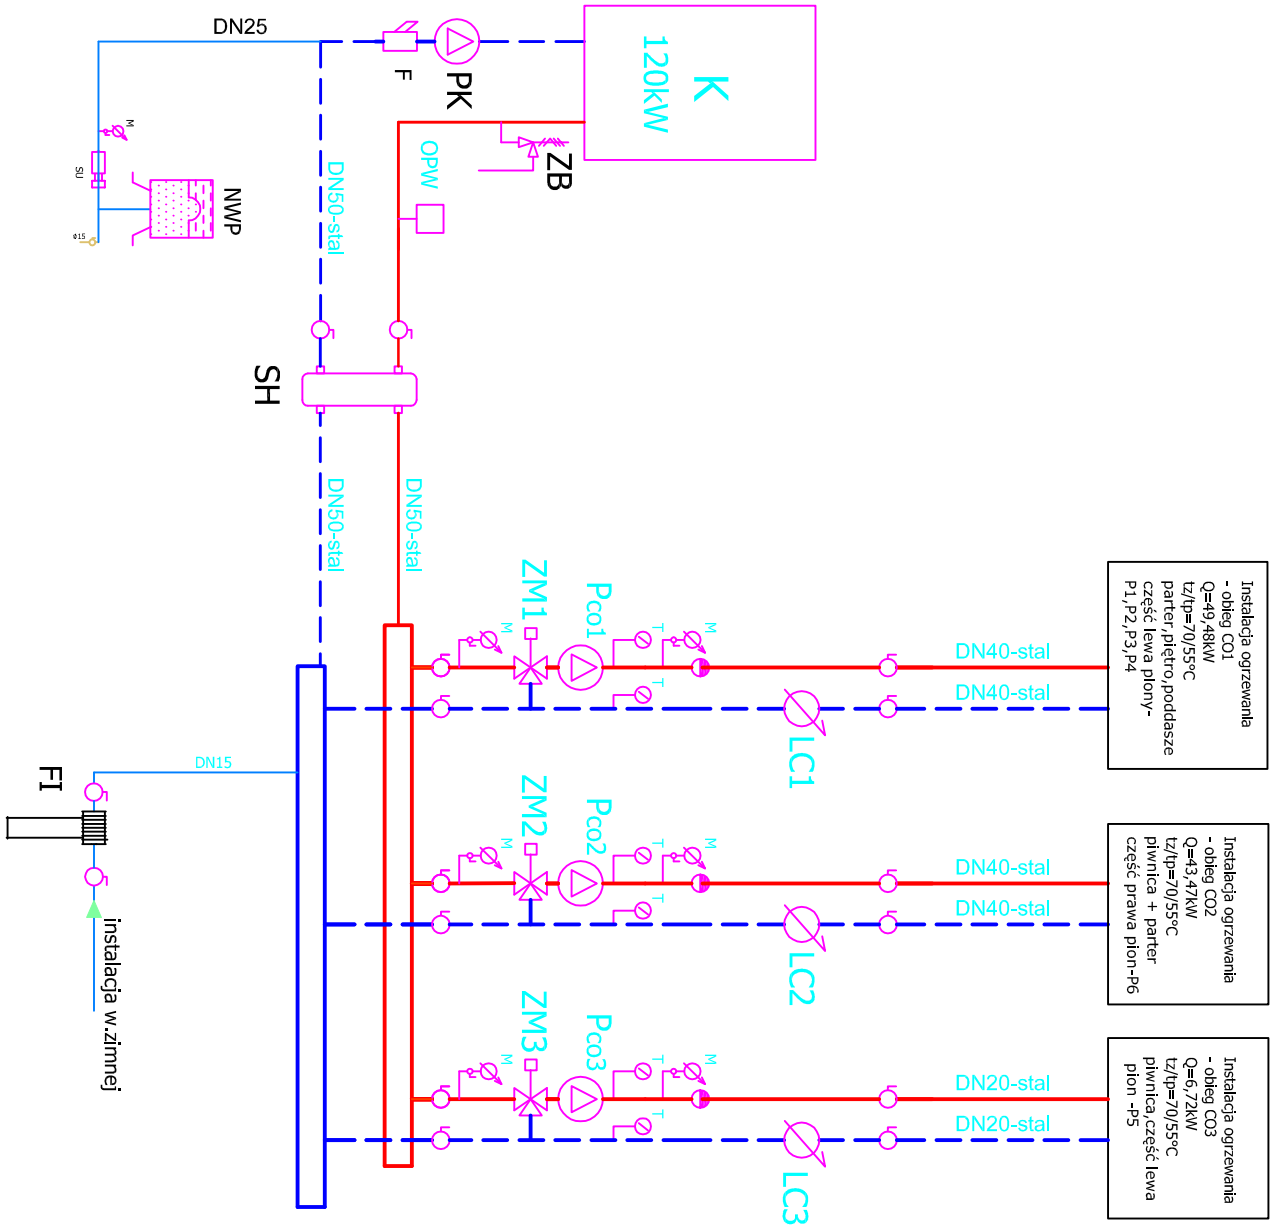 K
120kW
DN25
F
PK
ZB
OPW
DN50-stal
M
SU
NWP
ø15
SH
DN50-stal
DN50-stal
ZM1
Pco1
M
T
T
M
LC1
DN40-stal
DN40-stal
Instalacja ogrzewania
- obieg CO1
Q=49,48kW
tz/tp=70/55°C
parter,piętro,poddasze
część lewa piony-
P1,P2,P3,P4
ZM2
Pco2
M
T
T
M
LC2
DN40-stal
DN40-stal
Instalacja ogrzewania
- obieg CO2
Q=43,47kW
tz/tp=70/55°C
piwnica + parter
część prawa pion-P6
ZM3
Pco3
M
T
T
M
LC3
DN20-stal
DN20-stal
Instalacja ogrzewania
- obieg CO3
Q=6,72kW
tz/tp=70/55°C
piwnica,część lewa
pion -P5
DN15
FI
instalacja w.zimnej